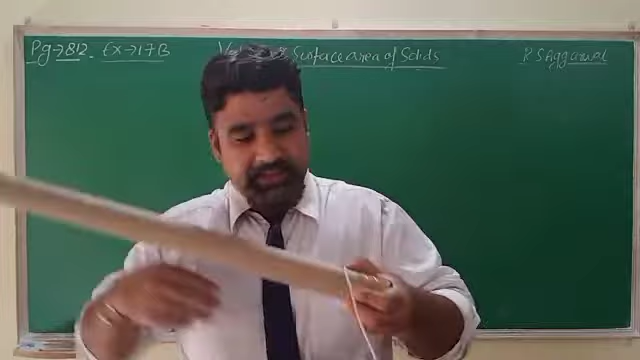 Pg→812. Ex→17B
Surface area of Solids
R S Aggarwal